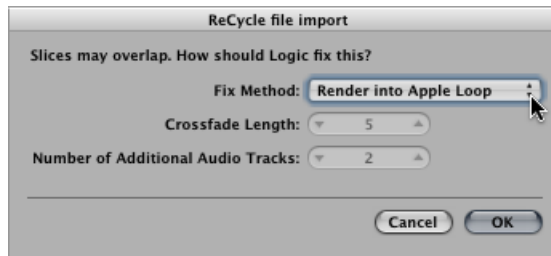 ReCycle file import
Slices may overlap. How should Logic fix this?
Fix Method: Render into Apple Loop
Crossfade Length: 5
Number of Additional Audio Tracks: 2
Cancel OK